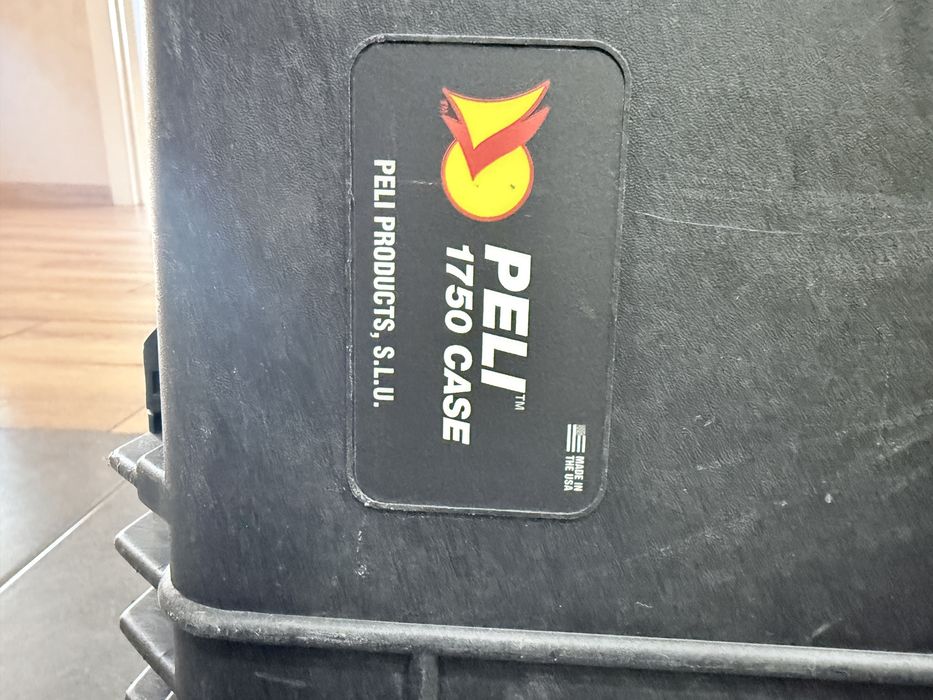 PELI™
1750 CASE
PELI PRODUCTS, S.L.U.
MADE IN
THE USA